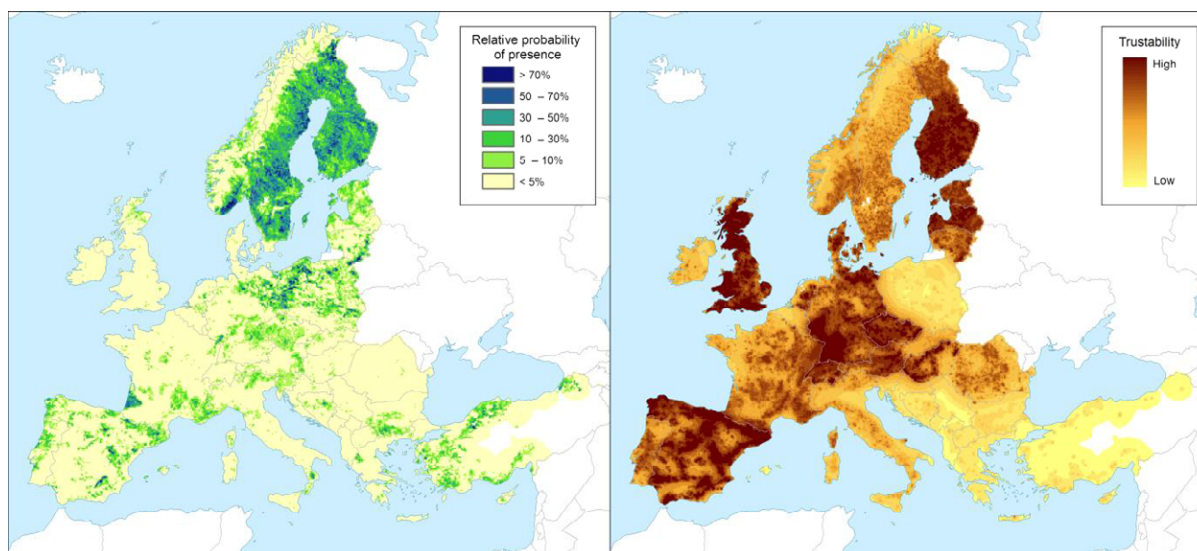 Relative probability
of presence
> 70%
50 – 70%
30 – 50%
10 – 30%
5 – 10%
< 5%
Trustability
High
Low